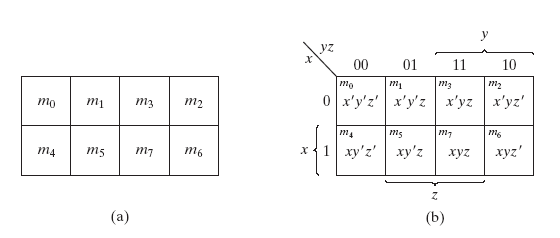 y
x yz
00 01 11 10
m0 m1 m3 m2
m0 m1 m3 m2
0 x'y'z' x'y'z x'yz x'yz'
m4 m5 m7 m6
m4 m5 m7 m6
x 1 xy'z' xy'z xyz xyz'
z
(a) (b)